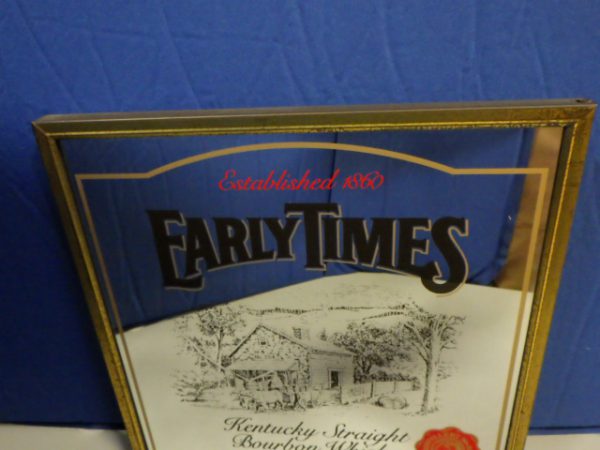 Established 1860
EARLY TIMES
Kentucky Straight
Bourbon